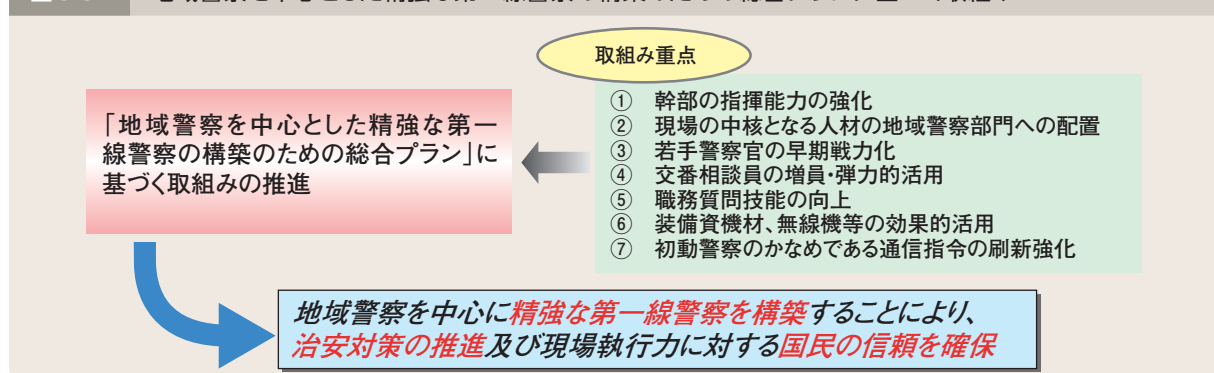 取組み重点
① 幹部の指揮能力の強化
② 現場の中核となる人材の地域警察部門への配置
③ 若手警察官の早期戦力化
④ 交番相談員の増員・弾力的活用
⑤ 職務質問技能の向上
⑥ 装備資機材、無線機等の効果的活用
⑦ 初動警察のかなめである通信指令の刷新強化
「地域警察を中心とした精強な第一
線警察の構築のための総合プラン」に
基づく取組みの推進
地域警察を中心に精強な第一線警察を構築することにより、
治安対策の推進及び現場執行力に対する国民の信頼を確保